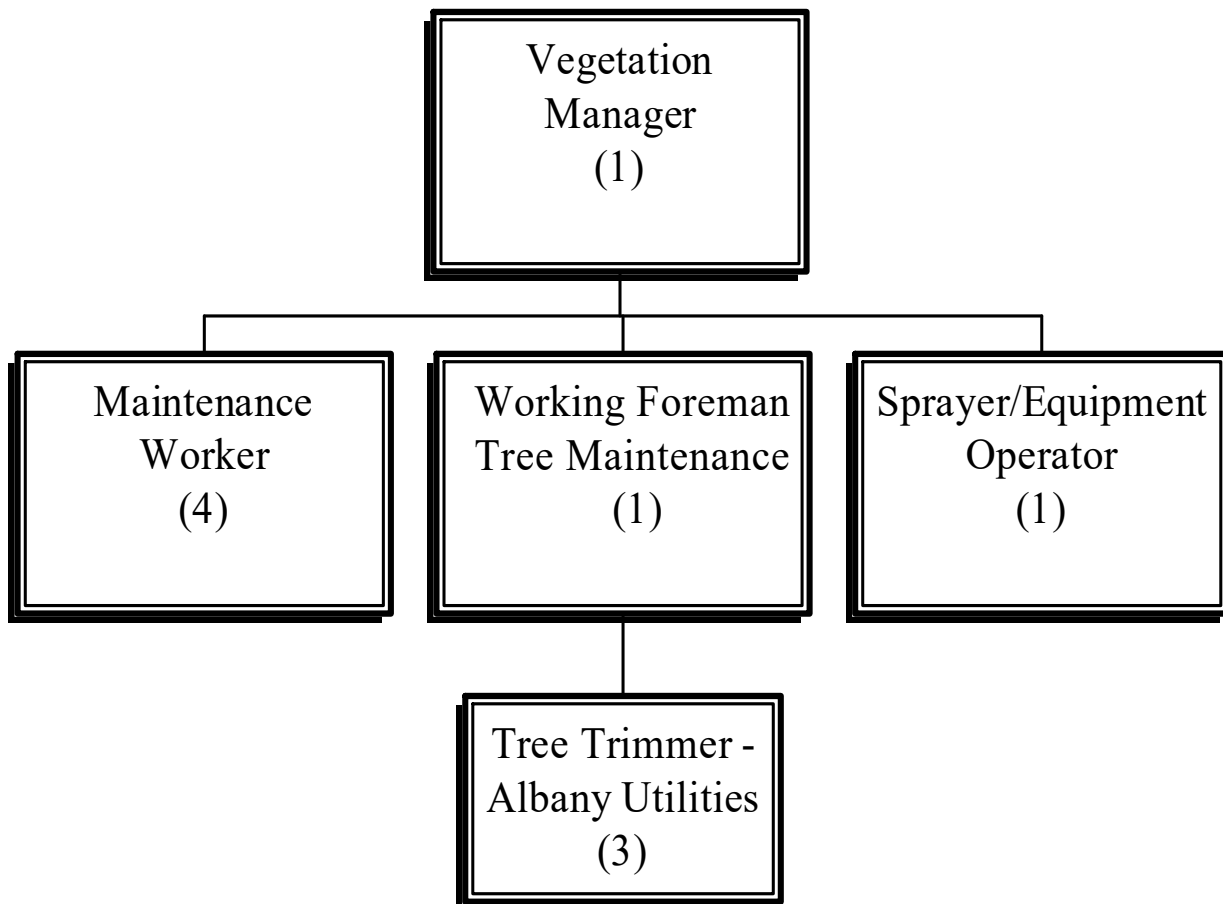 Vegetation
Manager
(1)
Maintenance
Worker
(4)
Working Foreman
Tree Maintenance
(1)
Sprayer/Equipment
Operator
(1)
Tree Trimmer -
Albany Utilities
(3)